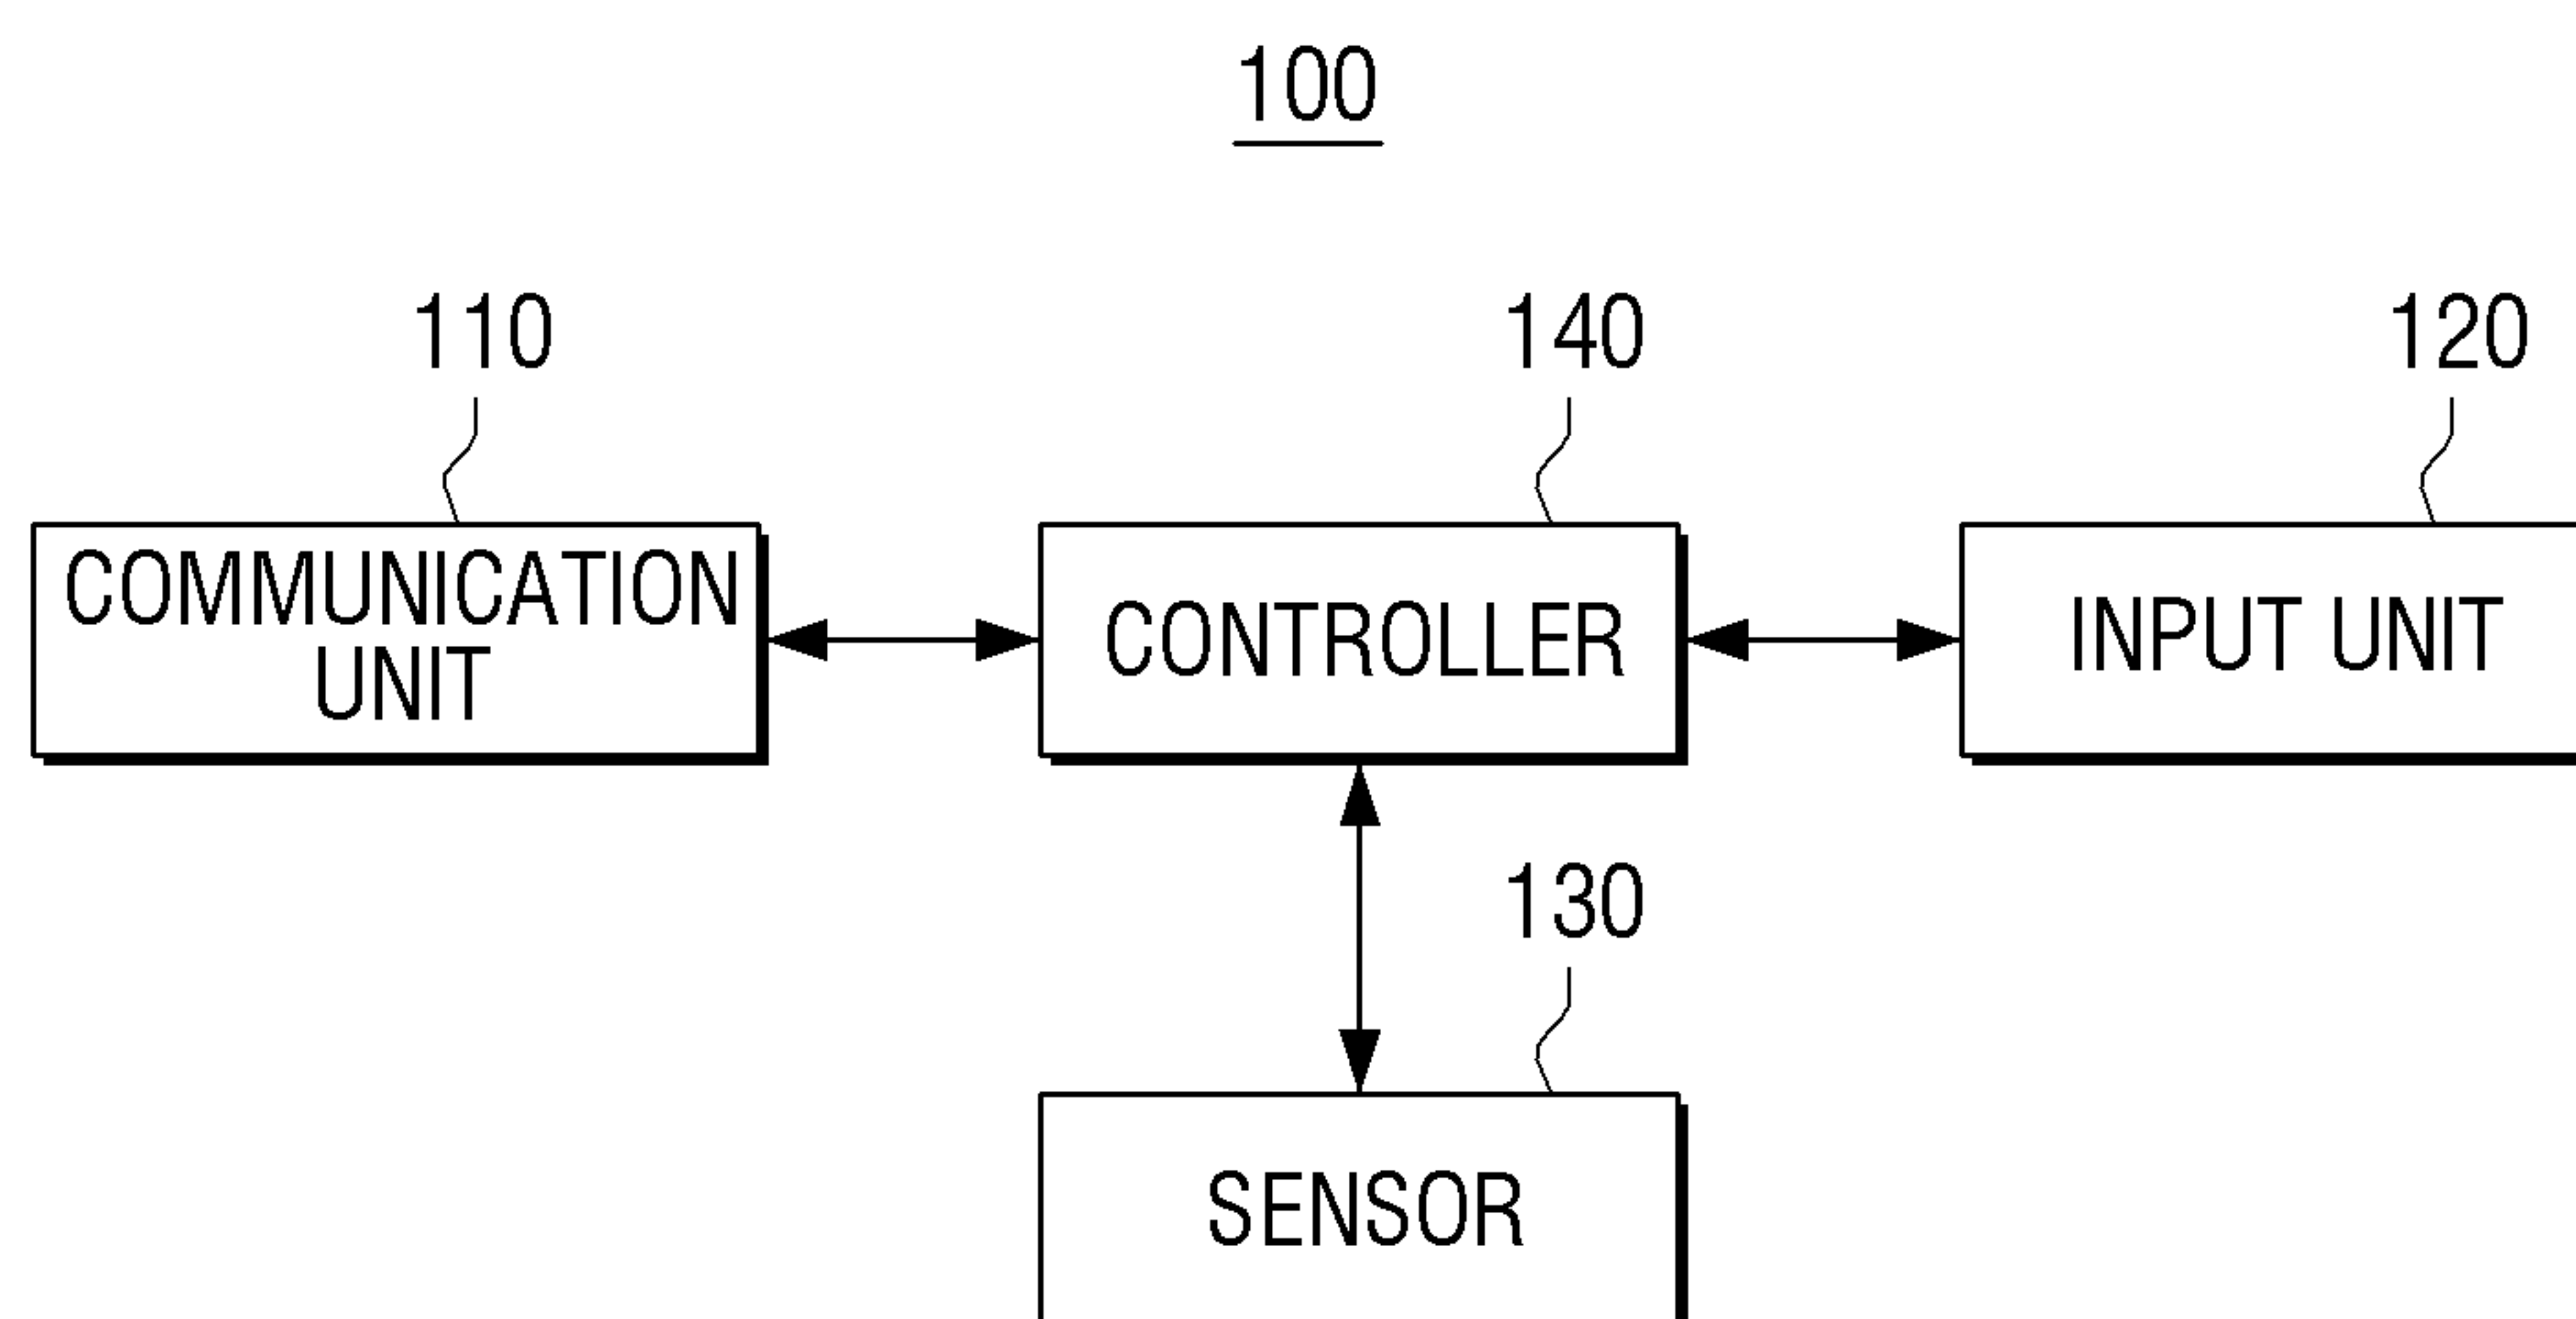 100
110
140
120
COMMUNICATION
UNIT
CONTROLLER
INPUT UNIT
130
SENSOR